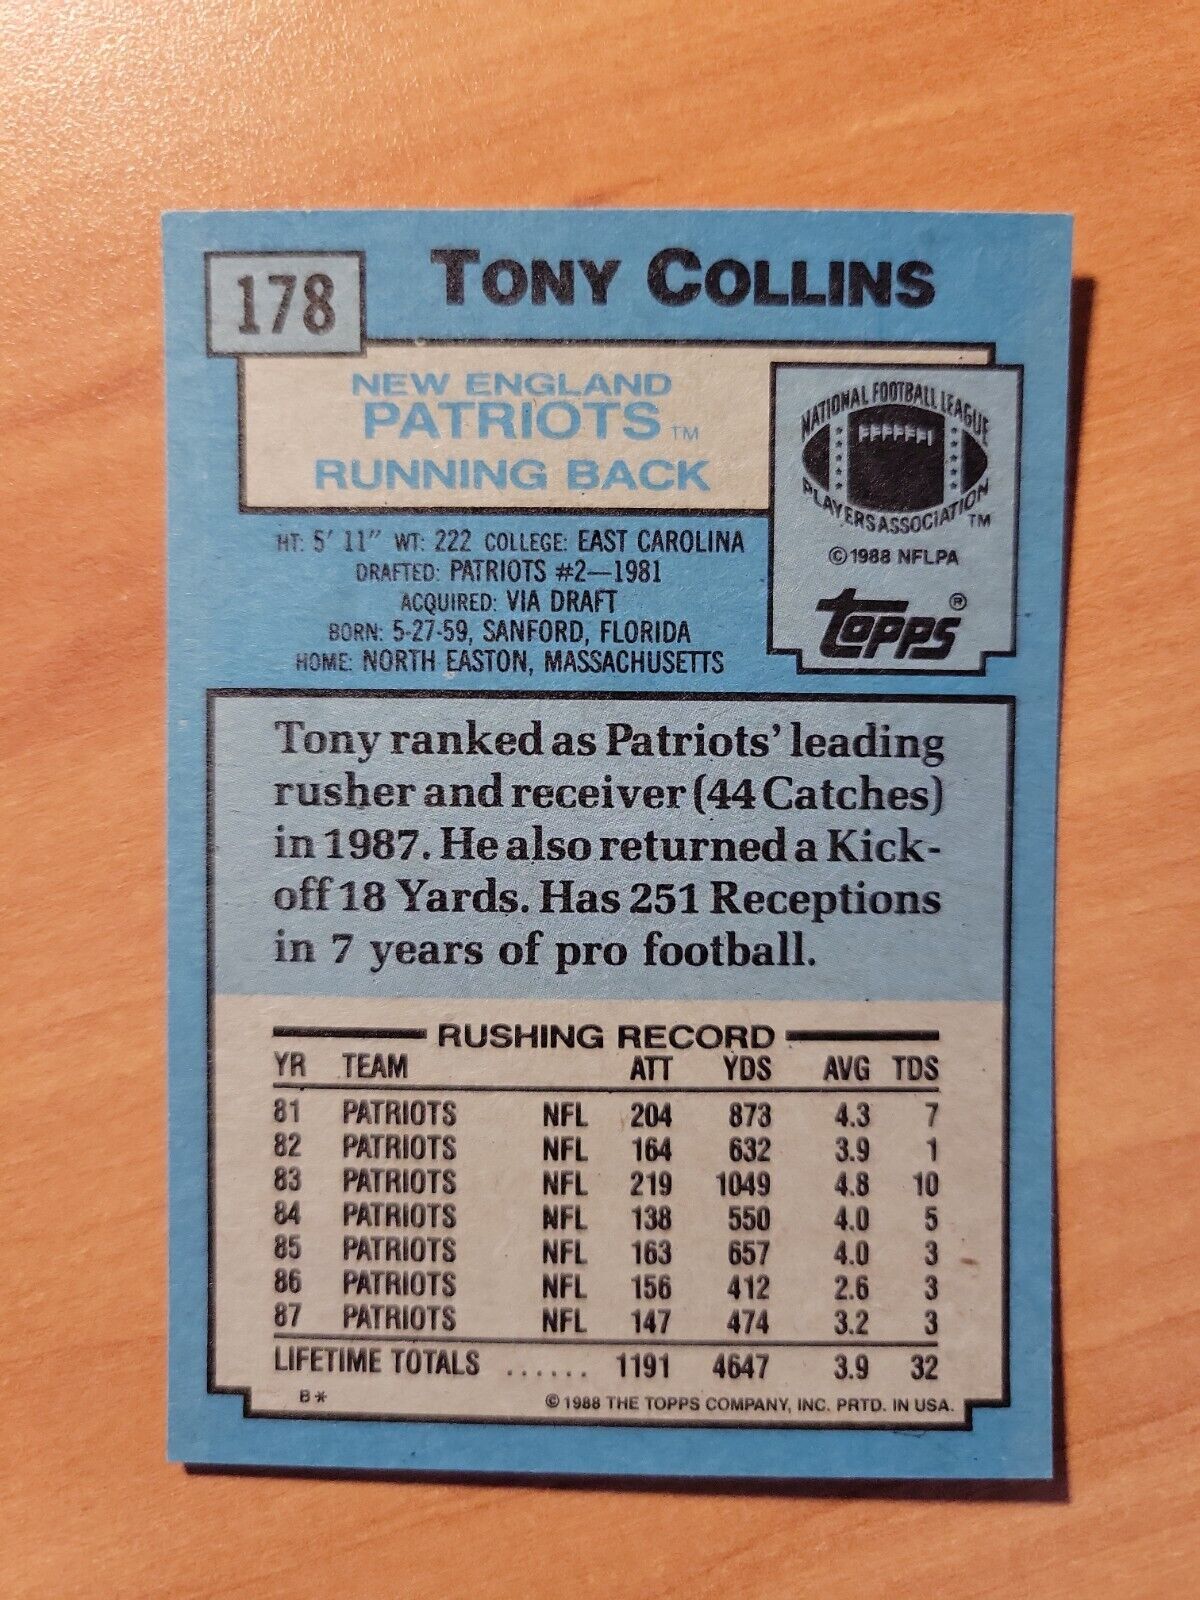 178
TONY COLLINS
NEW ENGLAND
PATRIOTS™
RUNNING BACK
NATIONAL FOOTBALL LEAGUE
PLAYERS ASSOCIATION™
©1988 NFLPA
topps®
HT: 5' 11" WT: 222 COLLEGE: EAST CAROLINA
DRAFTED: PATRIOTS #2—1981
ACQUIRED: VIA DRAFT
BORN: 5-27-59, SANFORD, FLORIDA
HOME: NORTH EASTON, MASSACHUSETTS
Tony ranked as Patriots' leading
rusher and receiver (44 Catches)
in 1987. He also returned a Kick-
off 18 Yards. Has 251 Receptions
in 7 years of pro football.
RUSHING RECORD
YR TEAM ATT YDS AVG TDS
81 PATRIOTS NFL 204 873 4.3 7
82 PATRIOTS NFL 164 632 3.9 1
83 PATRIOTS NFL 219 1049 4.8 10
84 PATRIOTS NFL 138 550 4.0 5
85 PATRIOTS NFL 163 657 4.0 3
86 PATRIOTS NFL 156 412 2.6 3
87 PATRIOTS NFL 147 474 3.2 3
LIFETIME TOTALS ...... 1191 4647 3.9 32
B* ©1988 THE TOPPS COMPANY, INC. PRTD. IN USA.